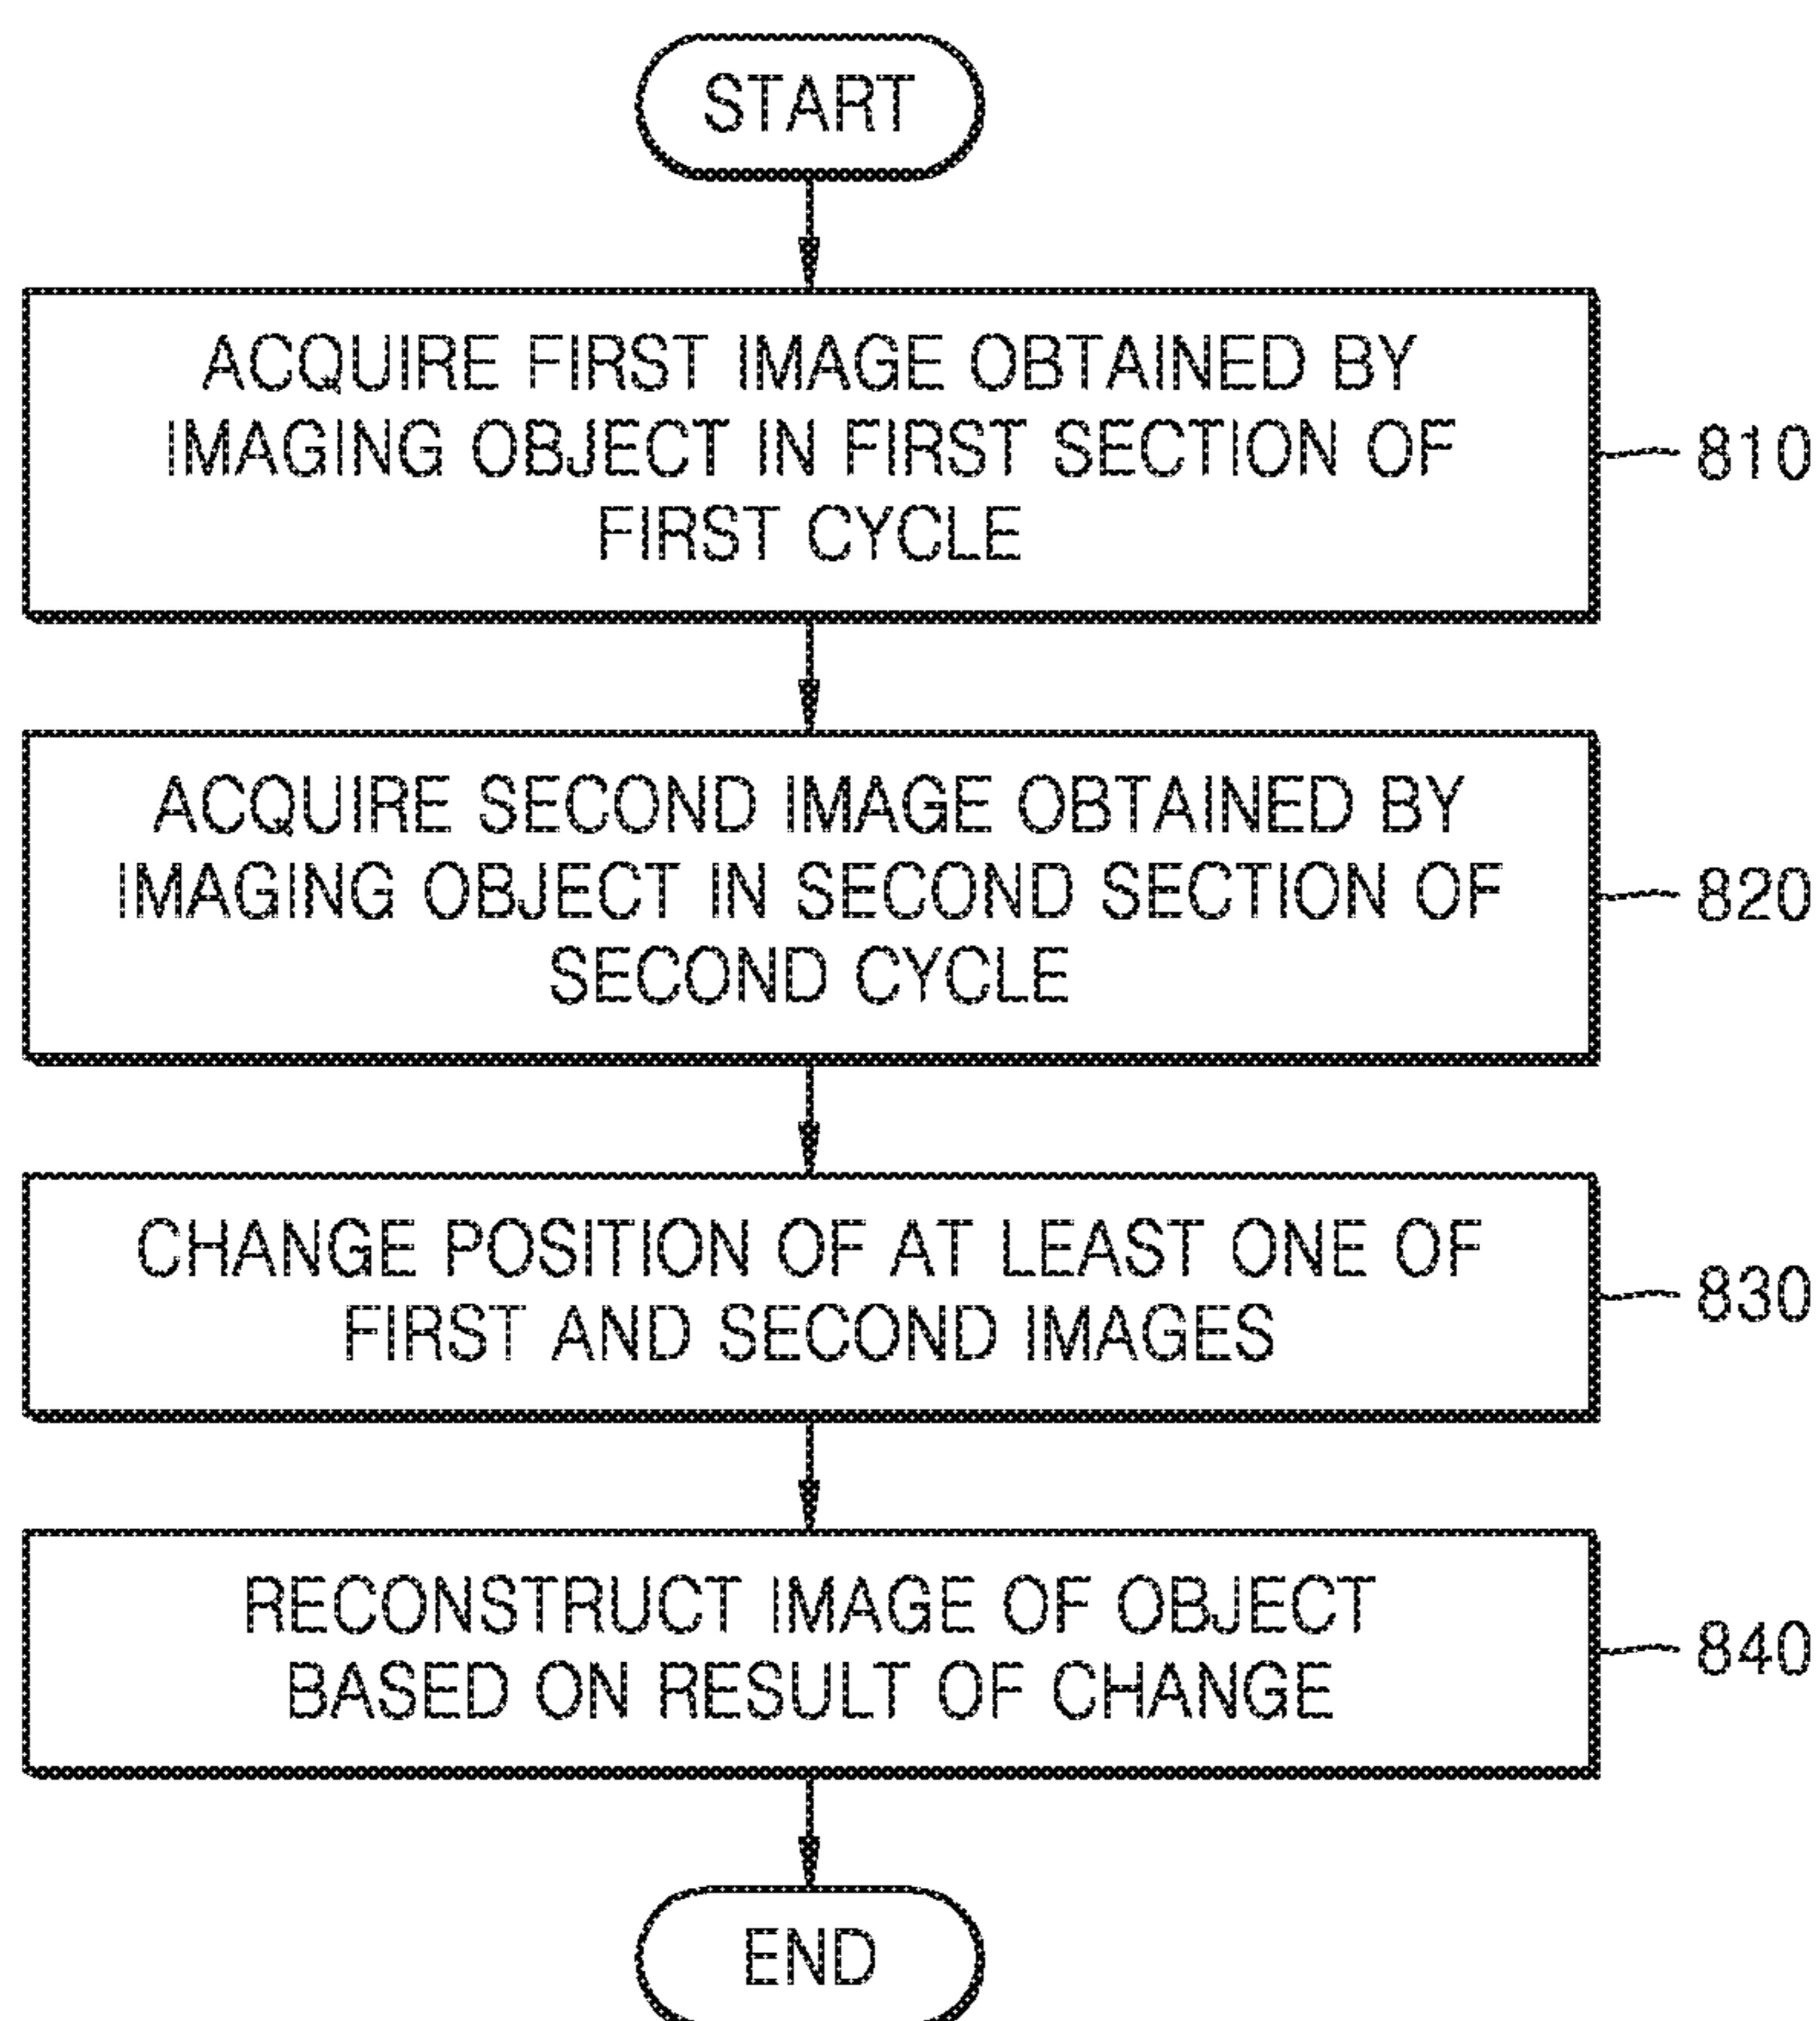 START
ACQUIRE FIRST IMAGE OBTAINED BY
IMAGING OBJECT IN FIRST SECTION OF
FIRST CYCLE
810
ACQUIRE SECOND IMAGE OBTAINED BY
IMAGING OBJECT IN SECOND SECTION OF
SECOND CYCLE
820
CHANGE POSITION OF AT LEAST ONE OF
FIRST AND SECOND IMAGES
830
RECONSTRUCT IMAGE OF OBJECT
BASED ON RESULT OF CHANGE
840
END